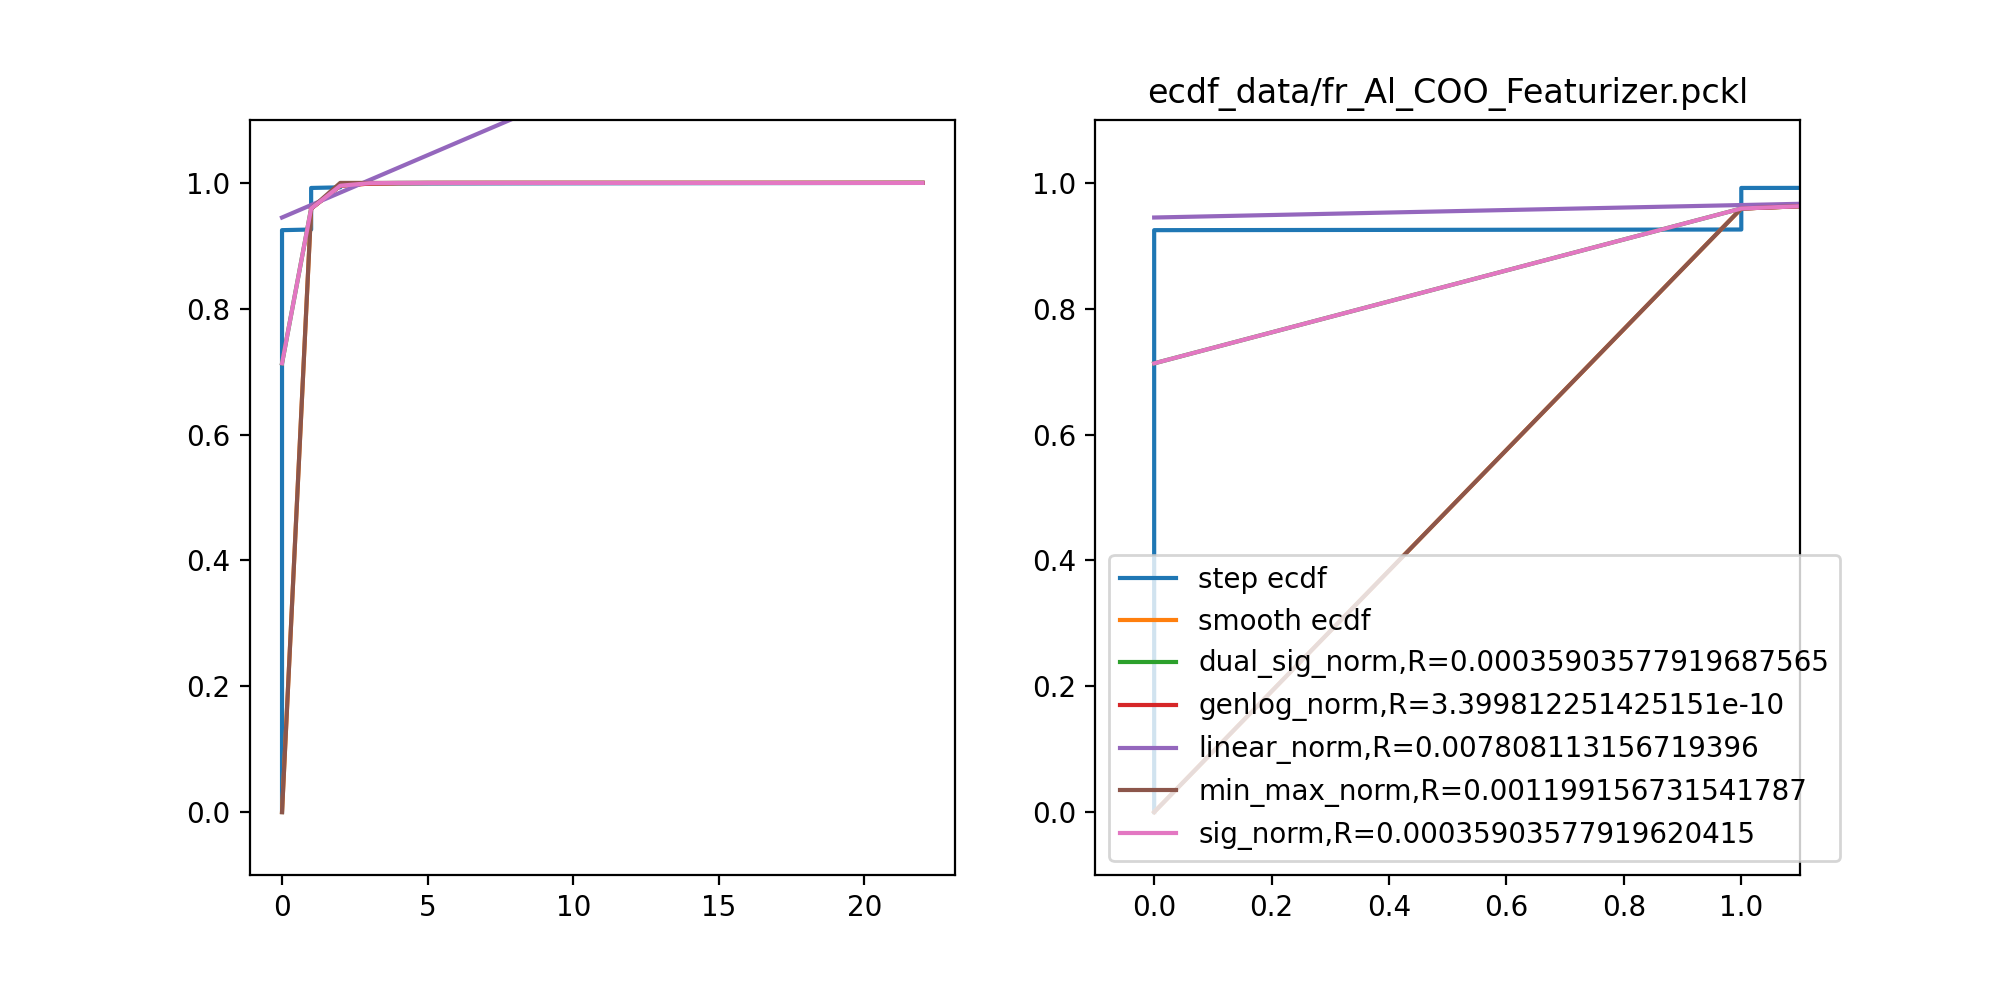 ecdf_data/fr_Al_COO_Featurizer.pckl
1.0
0.8
0.6
0.4
0.2
0.0
0
5
10
15
20
1.0
0.8
0.6
0.4
0.2
0.0
0.0
0.2
0.4
0.6
0.8
1.0
step ecdf
smooth ecdf
dual_sig_norm,R=0.00035903577919687565
genlog_norm,R=3.399812251425151e-10
linear_norm,R=0.007808113156719396
min_max_norm,R=0.001199156731541787
sig_norm,R=0.00035903577919620415